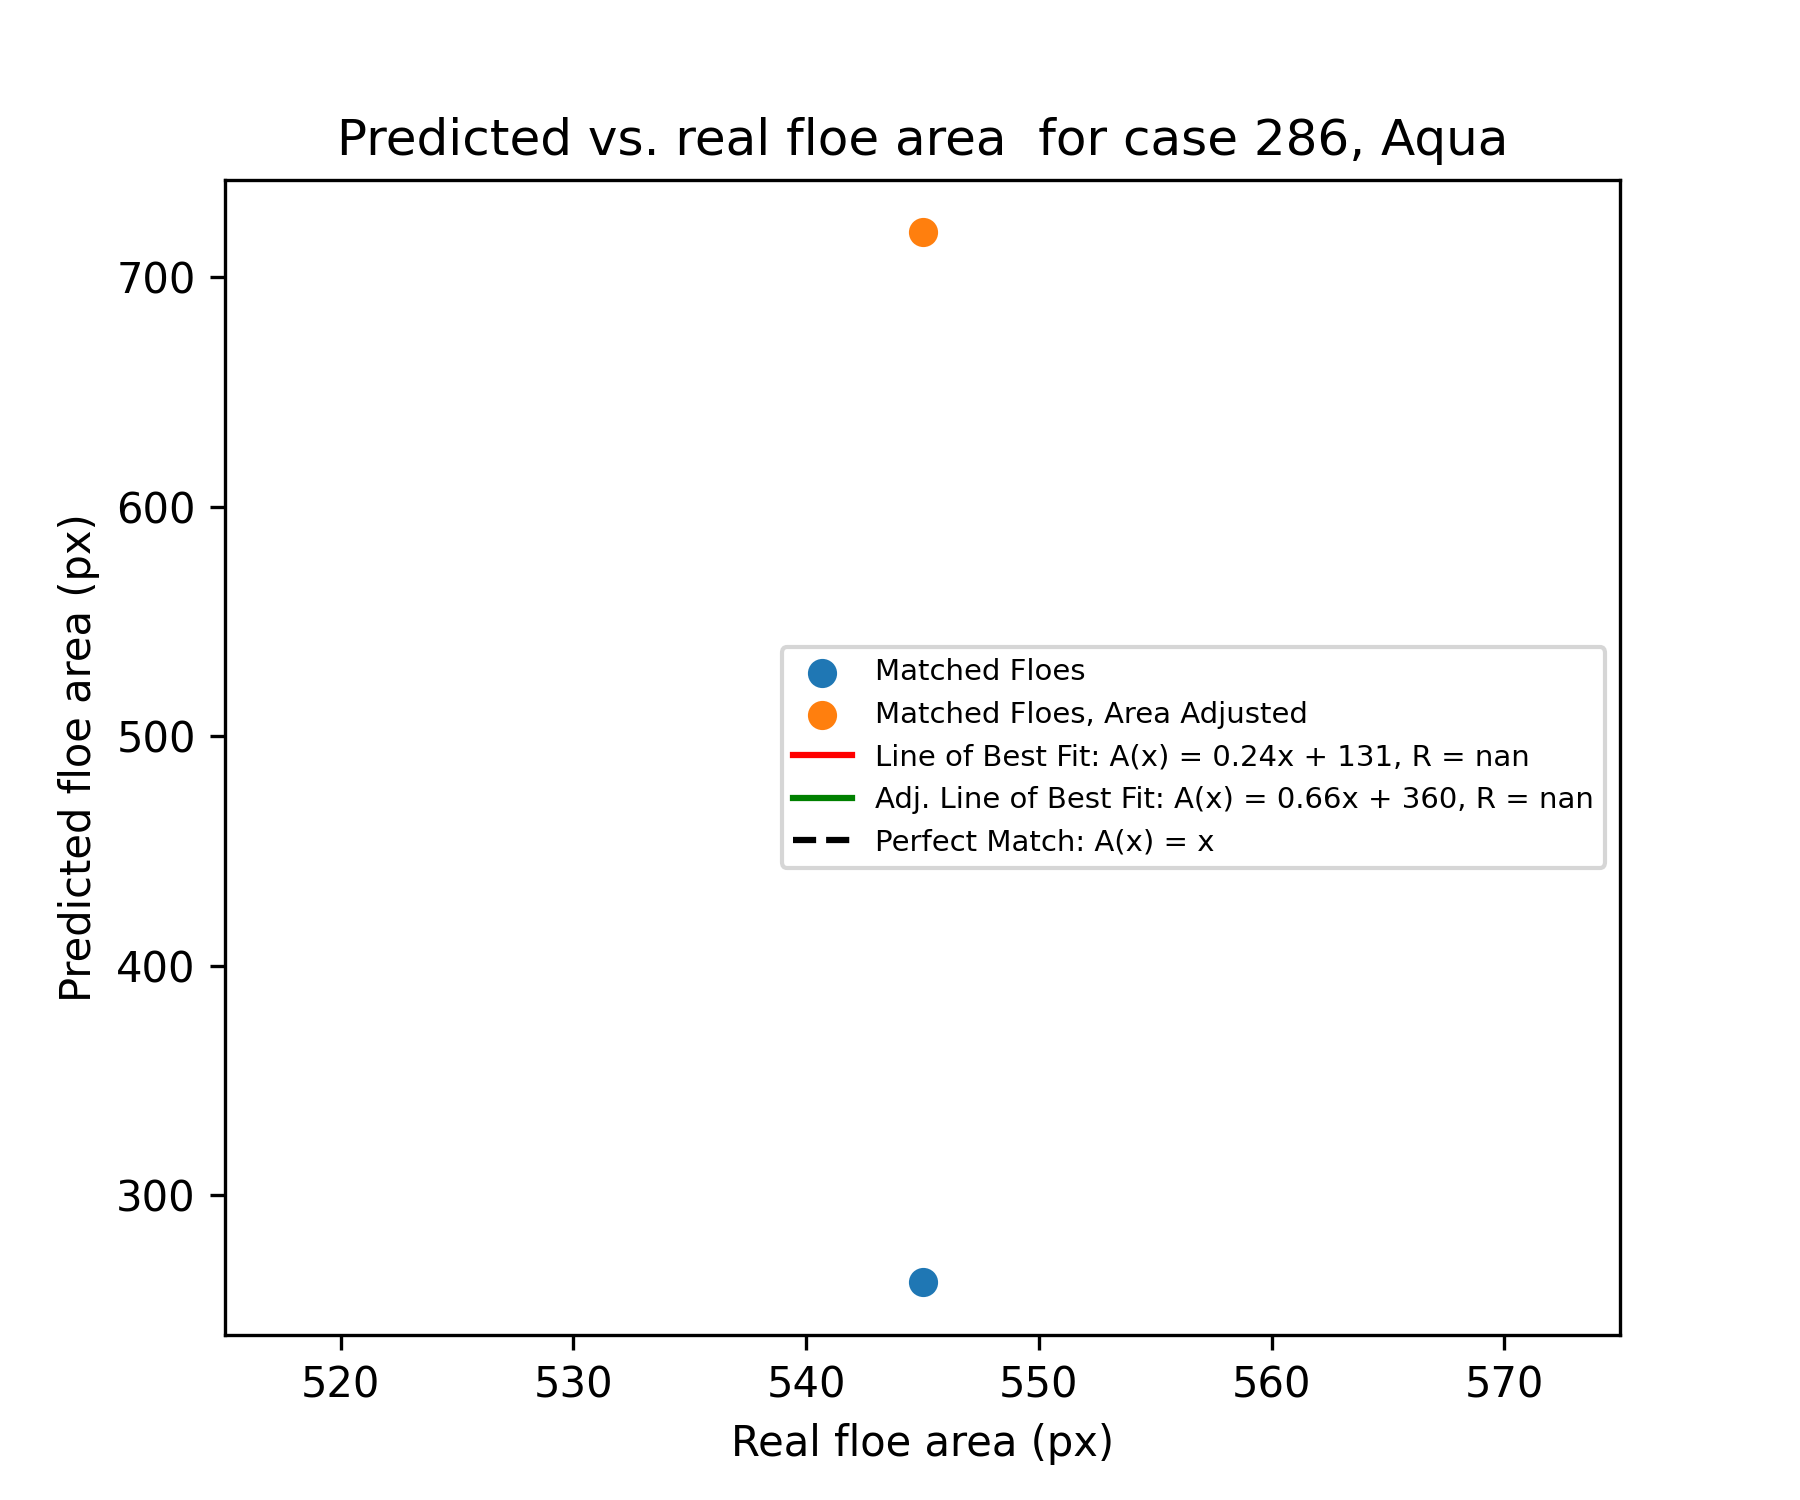 Predicted vs. real floe area  for case 286, Aqua
Predicted floe area (px)
700
600
500
400
300
Matched Floes
Matched Floes, Area Adjusted
Line of Best Fit: A(x) = 0.24x + 131, R = nan
Adj. Line of Best Fit: A(x) = 0.66x + 360, R = nan
Perfect Match: A(x) = x
520 530 540 550 560 570
Real floe area (px)